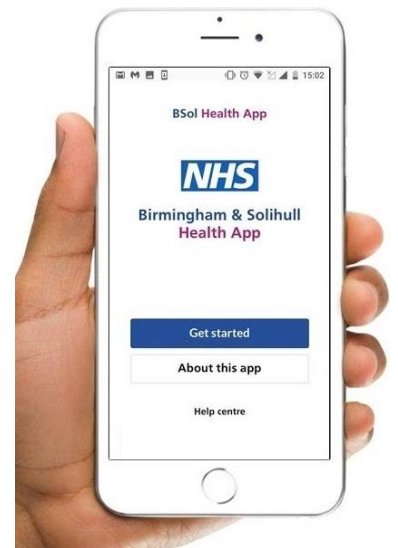 15:02
BSol Health App
NHS
Birmingham & Solihull
Health App
Get started
About this app
Help centre